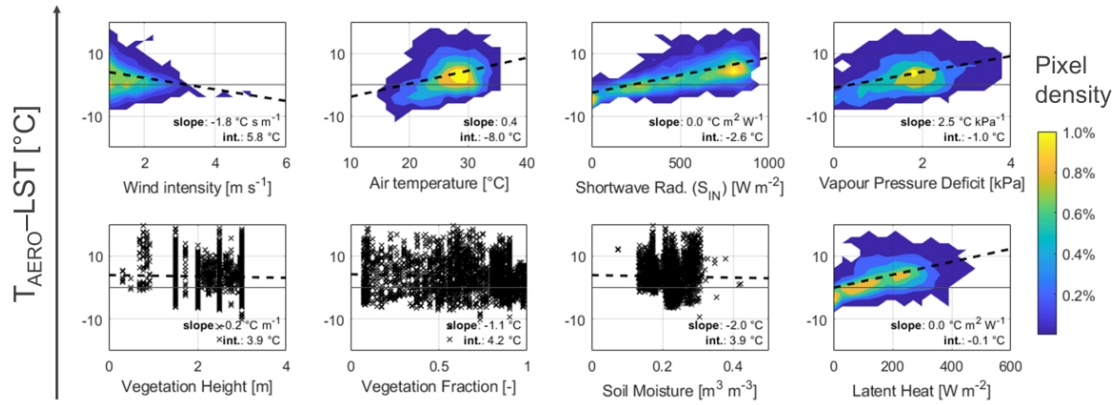 T_AERO–LST [°C]
10
-10
2
4
6
slope: -1.8 °C s m⁻¹
int.: 5.8 °C
Wind intensity [m s⁻¹]
10
-10
10
20
30
40
slope: 0.4
int.: -8.0 °C
Air temperature [°C]
10
-10
0
500
1000
slope: 0.0 °C m² W⁻¹
int.: -2.6 °C
Shortwave Rad. (S_IN) [W m⁻²]
10
-10
0
2
4
slope: 2.5 °C kPa⁻¹
int.: -1.0 °C
Vapour Pressure Deficit [kPa]
Pixel
density
1.0%
0.8%
0.6%
0.4%
0.2%
10
-10
0
2
4
slope: -0.2 °C m⁻¹
int.: 3.9 °C
Vegetation Height [m]
10
-10
0
0.5
1
slope: -1.1 °C
int.: 4.2 °C
Vegetation Fraction [-]
10
-10
0
0.2
0.4
slope: -2.0 °C
int.: 3.9 °C
Soil Moisture [m³ m⁻³]
10
-10
0
200
400
600
slope: 0.0 °C m² W⁻¹
int.: -0.1 °C
Latent Heat [W m⁻²]